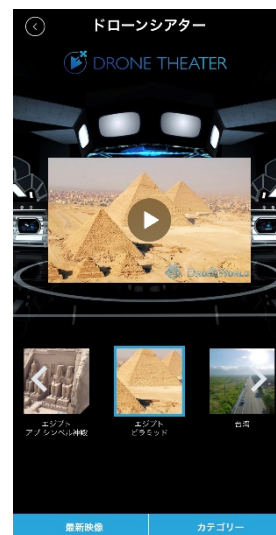 ドローンシアター
DRONE THEATER
DRONEWORLD
エジプト
アブ シンベル神殿
エジプト
ピラミッド
台湾
最新映像
カテゴリー